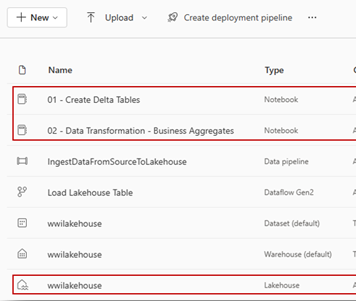 + New
Upload
Create deployment pipeline
...
Name Type
01 - Create Delta Tables Notebook
02 - Data Transformation - Business Aggregates Notebook
IngestDataFromSourceToLakehouse Data pipeline
Load Lakehouse Table Dataflow Gen2
wwilakehouse Dataset (default)
wwilakehouse Warehouse (default)
wwilakehouse Lakehouse